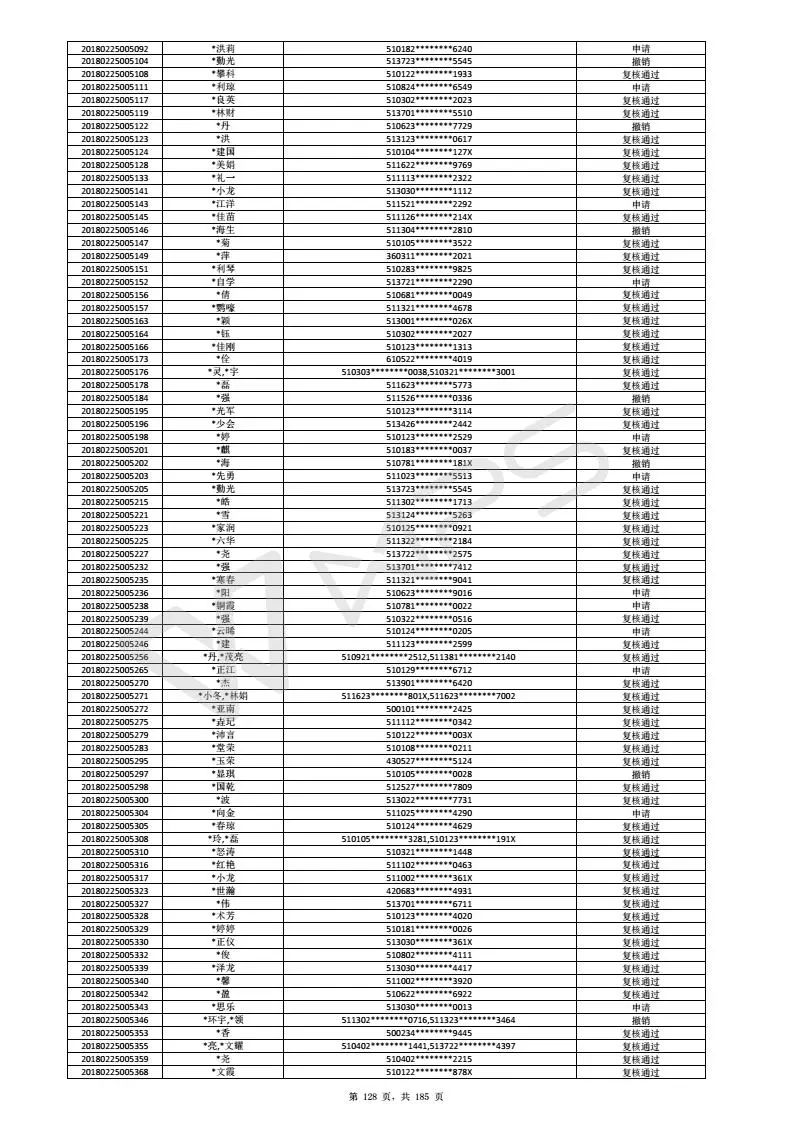 20180225005092 *洪莉 510182********6240 申请
20180225005104 *勤光 513723********5545 撤销
20180225005108 *攀科 510122********1933 复核通过
20180225005111 *利琼 510824********6549 申请
20180225005117 *良英 510302********2023 复核通过
20180225005119 *林财 513701********5510 复核通过
20180225005122 *丹 510623********7729 撤销
20180225005123 *洪 513123********0617 复核通过
20180225005124 *建国 510104********127X 复核通过
20180225005128 *美娟 511622********9769 复核通过
20180225005133 *礼一 511113********2322 复核通过
20180225005141 *小龙 513030********1112 复核通过
20180225005143 *江洋 511521********2292 申请
20180225005145 *佳苗 511126********214X 复核通过
20180225005146 *海生 511304********2810 撤销
20180225005147 *菊 510105********3522 复核通过
20180225005149 *萍 360311********2021 复核通过
20180225005151 *利琴 510283********9825 复核通过
20180225005152 *自学 513721********2290 申请
20180225005156 *倩 510681********0049 复核通过
20180225005157 *鹦嚎 511321********4678 复核通过
20180225005163 *颖 513001********026X 复核通过
20180225005164 *钰 510302********2027 复核通过
20180225005166 *佳刚 510123********1313 复核通过
20180225005173 *佺 610522********4019 复核通过
20180225005176 *灵,*宇 510303********0038,510321********3001 复核通过
20180225005178 *磊 511623********5773 复核通过
20180225005184 *强 511526********0336 撤销
20180225005195 *光军 510123********3114 复核通过
20180225005196 *少会 513426********2442 复核通过
20180225005198 *婷 510123********2529 申请
20180225005201 *麒 510183********0037 复核通过
20180225005202 *海 510781********181X 撤销
20180225005203 *先勇 511023********5513 申请
20180225005205 *勤光 513723********5545 复核通过
20180225005215 *皓 511302********1713 复核通过
20180225005221 *雪 513124********5263 复核通过
20180225005223 *家润 510125********0921 复核通过
20180225005225 *六华 511322********2184 复核通过
20180225005227 *尧 513722********2575 复核通过
20180225005232 *强 513701********7412 复核通过
20180225005235 *寒春 511321********9041 复核通过
20180225005236 *阳 510623********9016 申请
20180225005238 *铜霞 510781********0022 申请
20180225005239 *强 510322********0516 复核通过
20180225005244 *云晞 510124********0205 申请
20180225005246 *建 511123********2599 复核通过
20180225005256 *丹,*茂亮 510921********2512,511381********2140 复核通过
20180225005265 *正江 510129********6712 申请
20180225005270 *杰 513901********6420 复核通过
20180225005271 *小冬,*林娟 511623********801X,511623********7002 复核通过
20180225005272 *亚南 500101********2425 复核通过
20180225005275 *垚玘 511112********0342 复核通过
20180225005279 *沛言 510122********003X 复核通过
20180225005283 *堂荣 510108********0211 复核通过
20180225005295 *玉荣 430527********5124 复核通过
20180225005297 *显琪 510105********0028 撤销
20180225005298 *国乾 512527********7809 复核通过
20180225005300 *波 513022********7731 复核通过
20180225005304 *向金 511025********4290 申请
20180225005305 *春琼 510124********4629 复核通过
20180225005308 *玲,*磊 510105********3281,510123********191X 复核通过
20180225005310 *怒涛 510321********1448 复核通过
20180225005316 *红艳 511102********0463 复核通过
20180225005317 *小龙 511002********361X 复核通过
20180225005323 *世瀚 420683********4931 复核通过
20180225005327 *伟 513701********6711 复核通过
20180225005328 *术芳 510123********4020 复核通过
20180225005329 *婷婷 510181********0026 复核通过
20180225005330 *正仪 513030********361X 复核通过
20180225005332 *俊 510802********4111 复核通过
20180225005339 *泽龙 513030********4417 复核通过
20180225005340 *馨 511002********3920 复核通过
20180225005342 *盈 510622********6922 复核通过
20180225005343 *思乐 513030********0013 申请
20180225005346 *环宇,*领 511302********0716,511323********3464 撤销
20180225005353 *香 500234********9445 复核通过
20180225005355 *亮,*文耀 510402********1441,513722********4397 复核通过
20180225005359 *尧 510402********2215 复核通过
20180225005368 *文霞 510122********878X 复核通过
第 128 页，共 185 页